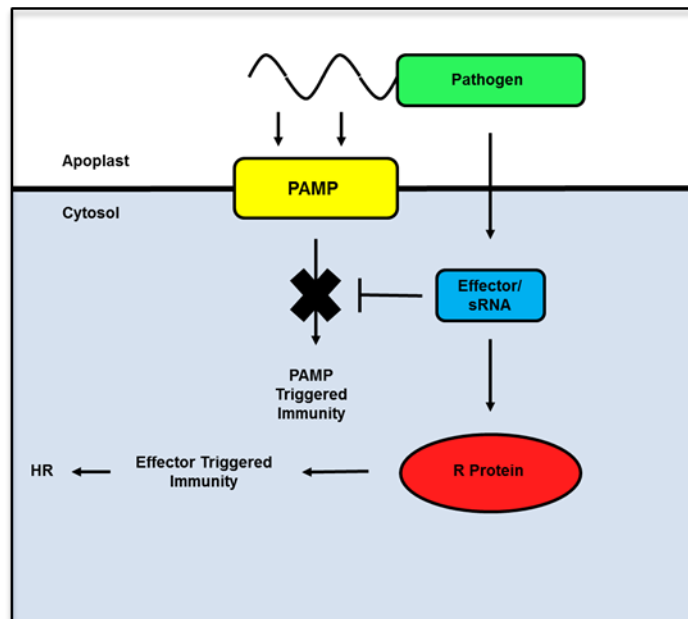 Pathogen
Apoplast
PAMP
Cytosol
Effector/
sRNA
PAMP
Triggered
Immunity
HR
Effector Triggered
Immunity
R Protein